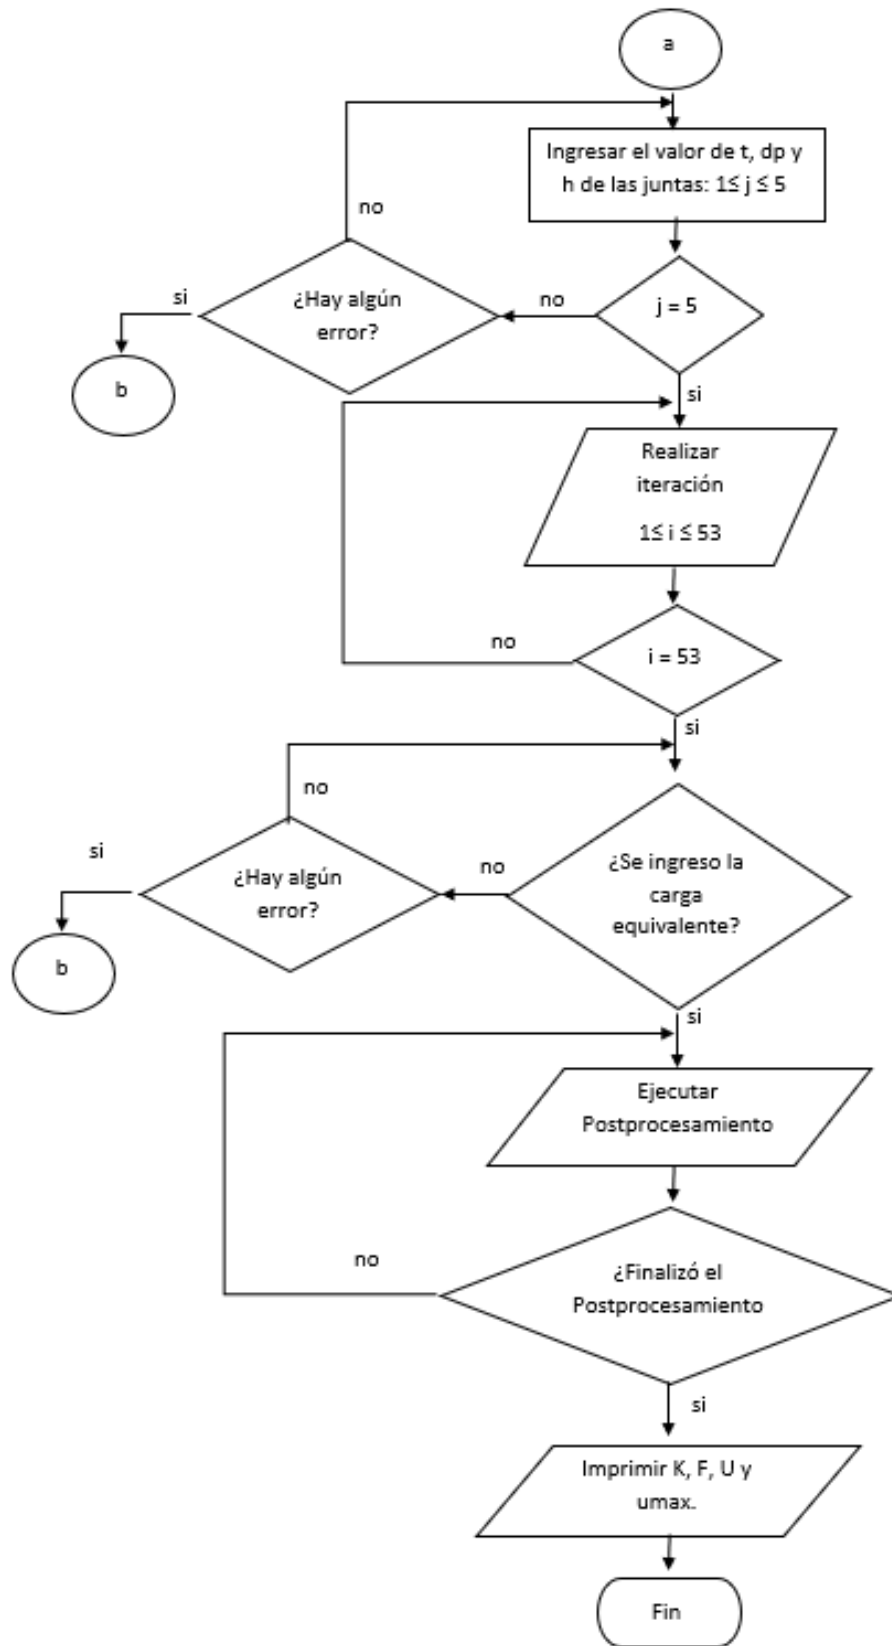 a
Ingresar el valor de t, dp y
h de las juntas: 1≤ j ≤ 5
no
si
¿Hay algún
error?
no
j = 5
b
si
Realizar
iteración
1≤ i ≤ 53
no
i = 53
si
no
si
¿Hay algún
error?
no
¿Se ingreso la
carga
equivalente?
b
si
Ejecutar
Postprocesamiento
no
¿Finalizó el
Postprocesamiento
si
Imprimir K, F, U y
umax.
Fin